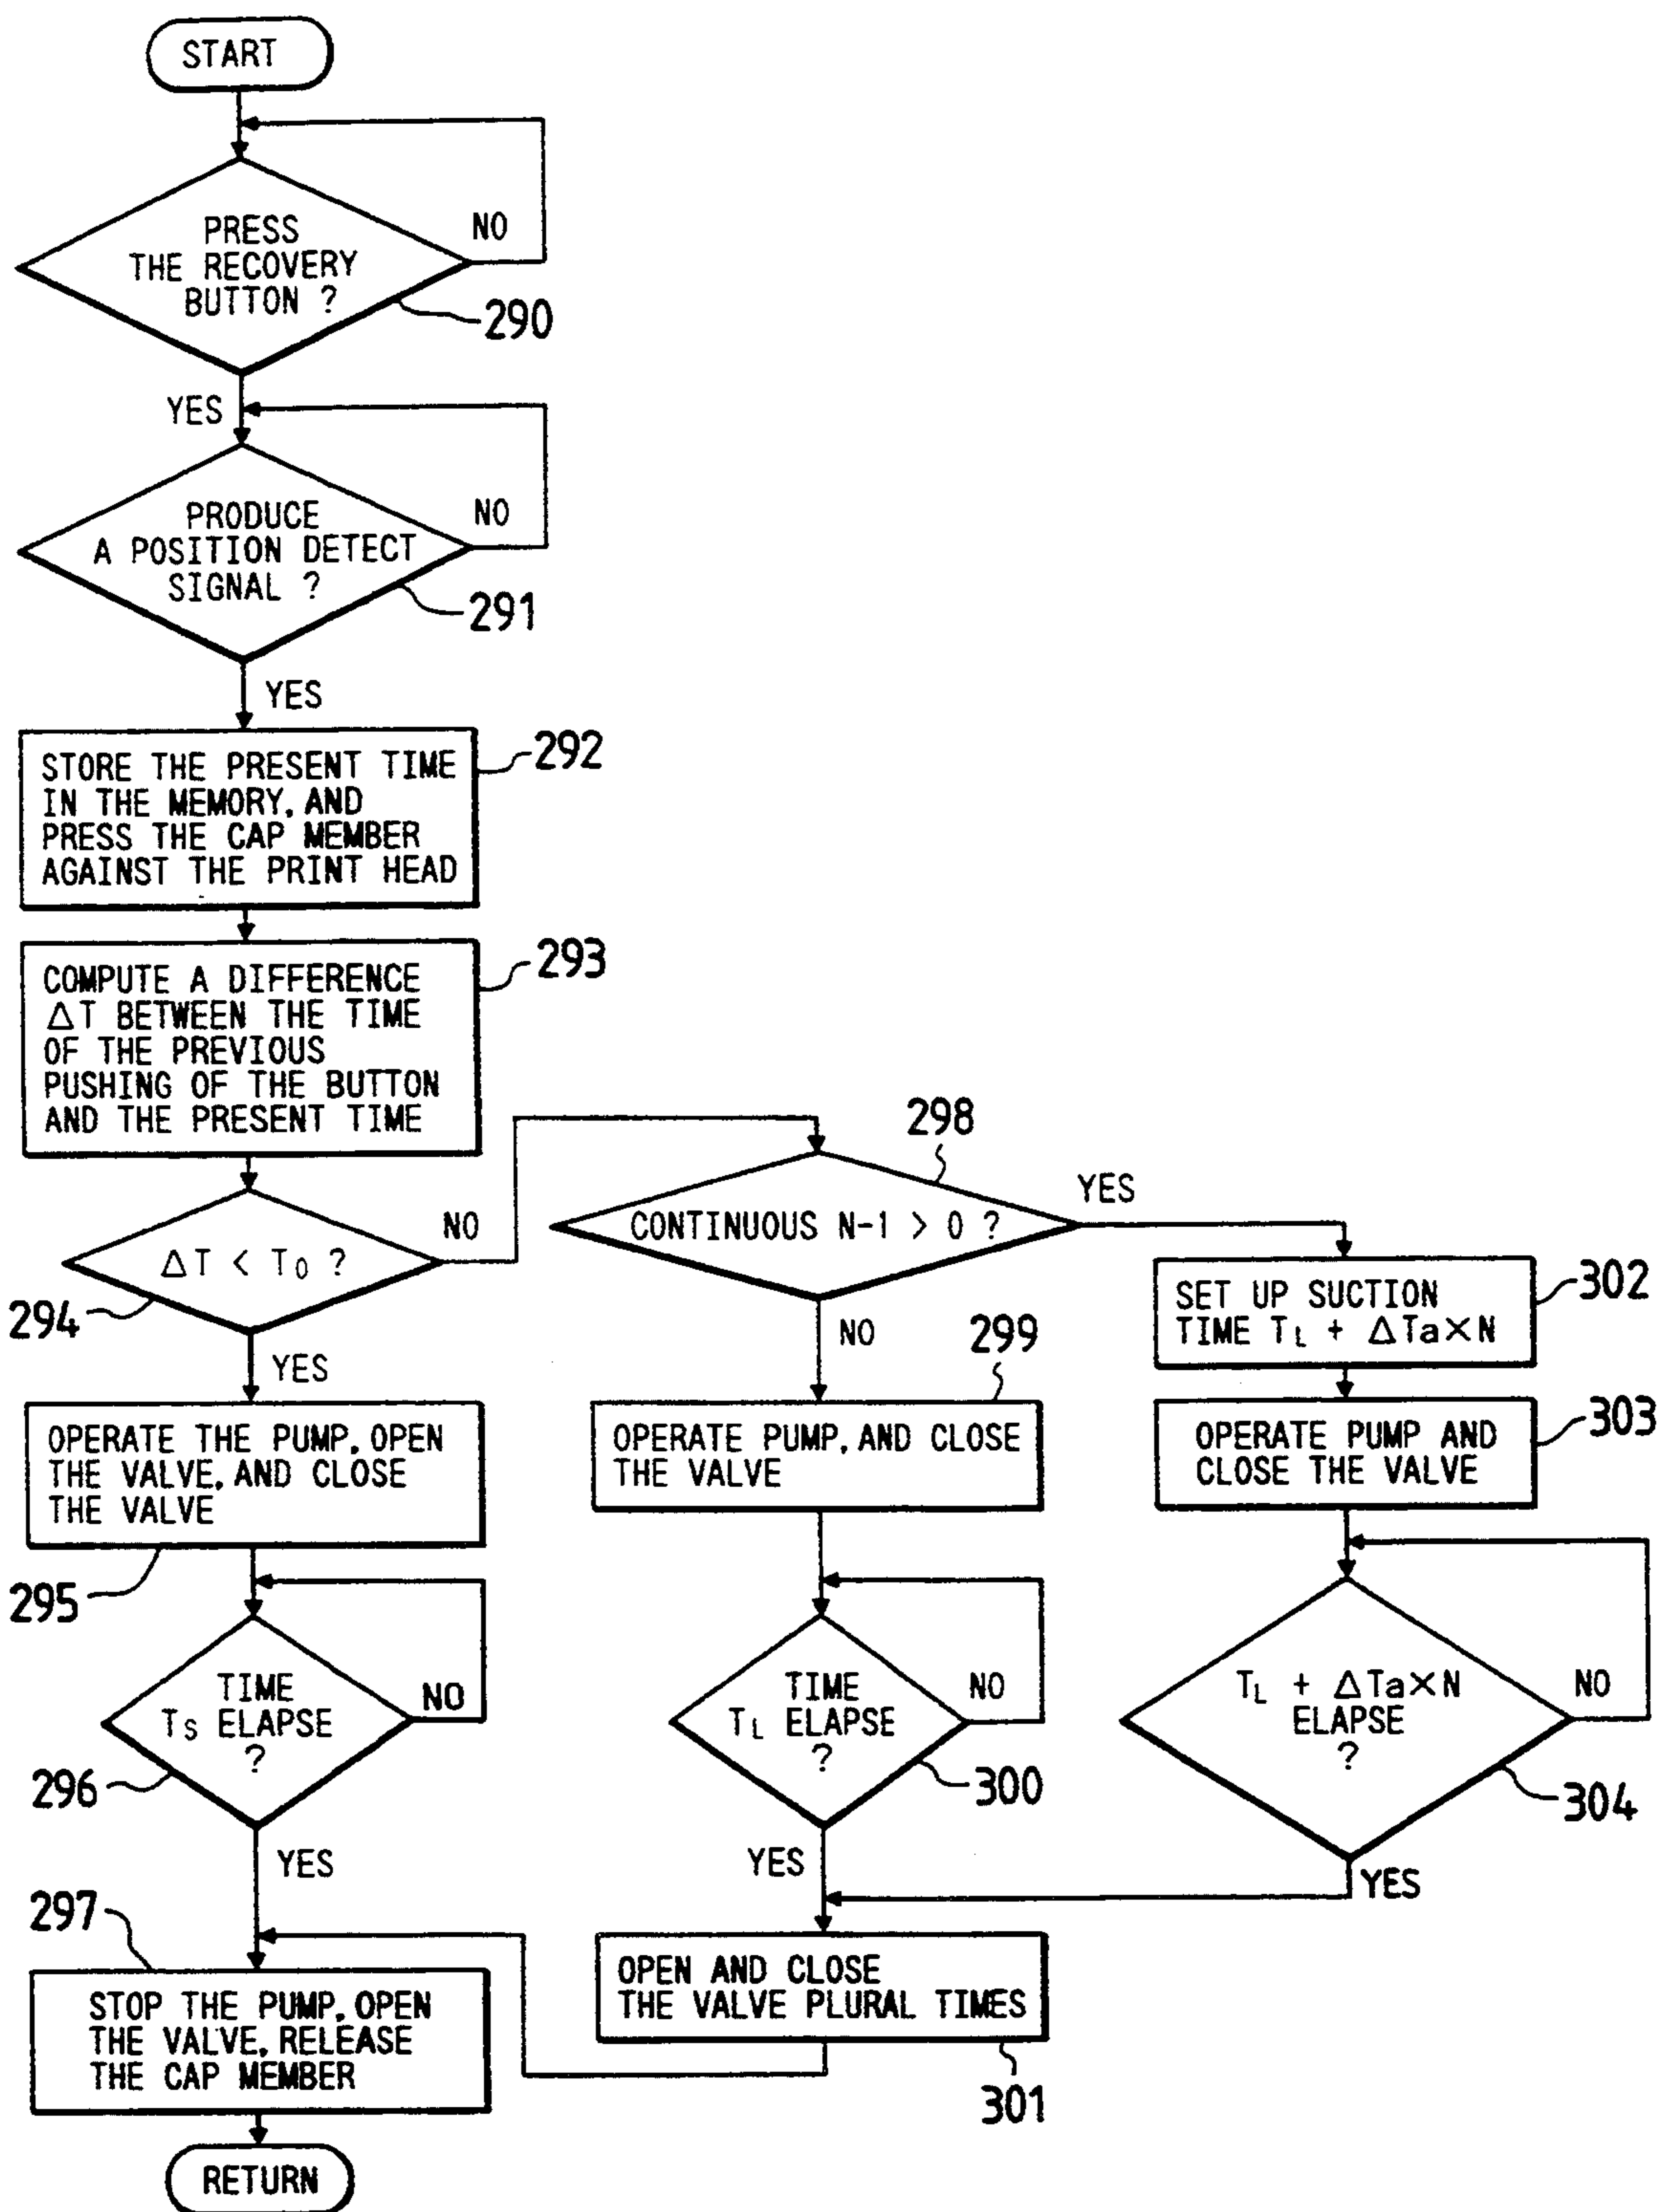 START
PRESS
THE RECOVERY
BUTTON ?
NO
290
YES
PRODUCE
A POSITION DETECT
SIGNAL ?
NO
291
YES
STORE THE PRESENT TIME
IN THE MEMORY, AND
PRESS THE CAP MEMBER
AGAINST THE PRINT HEAD
292
COMPUTE A DIFFERENCE
ΔT BETWEEN THE TIME
OF THE PREVIOUS
PUSHING OF THE BUTTON
AND THE PRESENT TIME
293
ΔT < T0 ?
NO
294
YES
OPERATE THE PUMP, OPEN
THE VALVE, AND CLOSE
THE VALVE
295
TIME
TS ELAPSE
?
NO
296
YES
297
STOP THE PUMP, OPEN
THE VALVE, RELEASE
THE CAP MEMBER
RETURN
298
CONTINUOUS N-1 > 0 ?
YES
NO
299
OPERATE PUMP, AND CLOSE
THE VALVE
TIME
TL ELAPSE
?
NO
300
YES
OPEN AND CLOSE
THE VALVE PLURAL TIMES
301
SET UP SUCTION
TIME TL + ΔTa×N
302
OPERATE PUMP AND
CLOSE THE VALVE
303
TL + ΔTa×N
ELAPSE
?
NO
304
YES